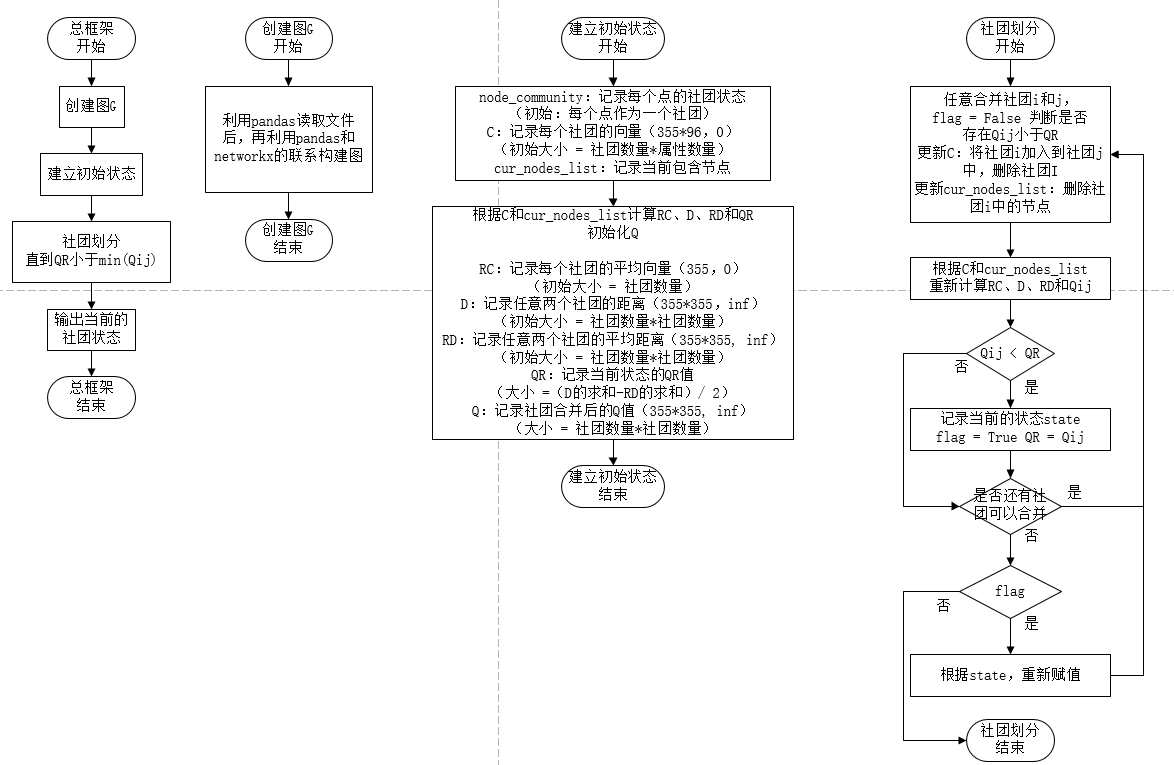 总框架
开始
创建图G
建立初始状态
社团划分
直到QR小于min(Qij)
输出当前的
社团状态
总框架
结束
创建图G
开始
利用pandas读取文件
后，再利用pandas和
networkx的联系构建图
创建图G
结束
建立初始状态
开始
node_community：记录每个点的社团状态
（初始：每个点作为一个社团）
C：记录每个社团的向量（355*96，0）
（初始大小 = 社团数量*属性数量）
cur_nodes_list：记录当前包含节点
根据C和cur_nodes_list计算RC、D、RD和QR
初始化Q
RC：记录每个社团的平均向量（355，0）
（初始大小 = 社团数量）
D：记录任意两个社团的距离（355*355，inf）
（初始大小 = 社团数量*社团数量）
RD：记录任意两个社团的平均距离（355*355, inf）
（初始大小 = 社团数量*社团数量）
QR：记录当前状态的QR值
（大小 =（D的求和-RD的求和）/ 2）
Q：记录社团合并后的Q值（355*355, inf）
（大小 = 社团数量*社团数量）
建立初始状态
结束
社团划分
开始
任意合并社团i和j，
flag = False 判断是否
存在Qij小于QR
更新C：将社团i加入到社团j
中，删除社团I
更新cur_nodes_list：删除社
团i中的节点
根据C和cur_nodes_list
重新计算RC、D、RD和Qij
Qij < QR
否
是
记录当前的状态state
flag = True QR = Qij
是否还有社
团可以合并
是
否
flag
否
是
根据state，重新赋值
社团划分
结束